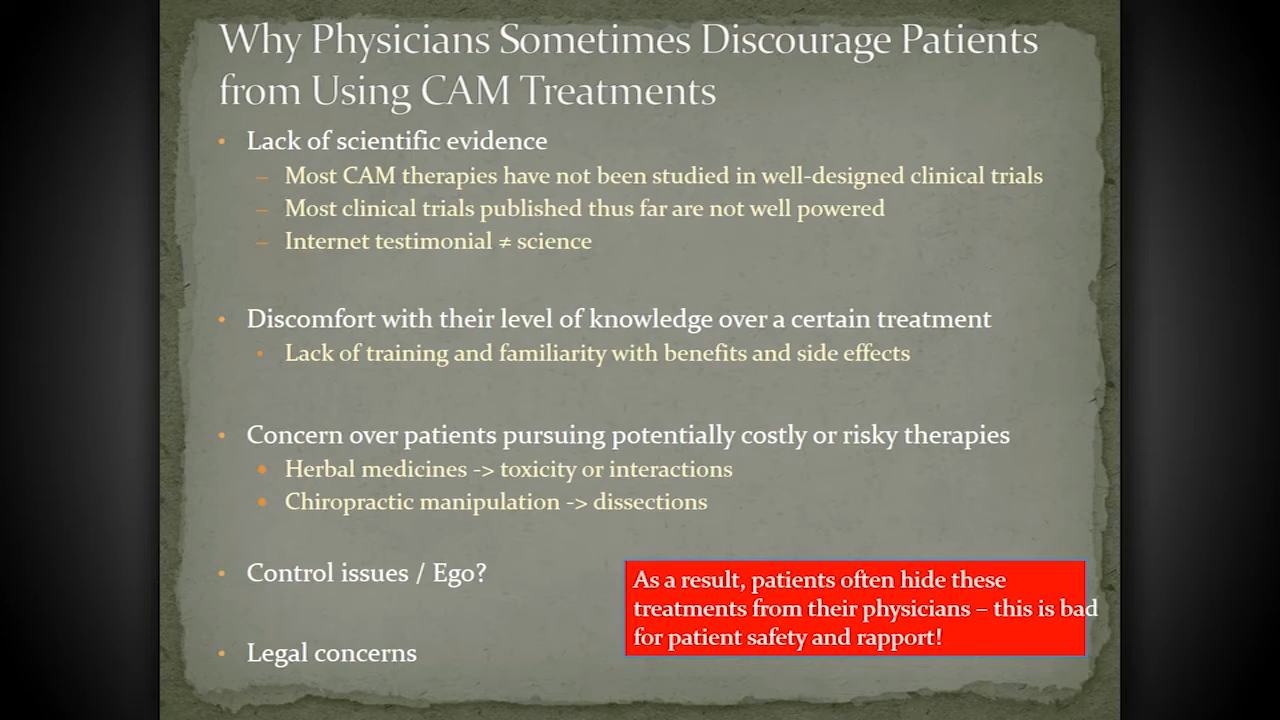 Why Physicians Sometimes Discourage Patients
from Using CAM Treatments
• Lack of scientific evidence
– Most CAM therapies have not been studied in well-designed clinical trials
– Most clinical trials published thus far are not well powered
– Internet testimonial ≠ science
• Discomfort with their level of knowledge over a certain treatment
• Lack of training and familiarity with benefits and side effects
• Concern over patients pursuing potentially costly or risky therapies
• Herbal medicines -> toxicity or interactions
• Chiropractic manipulation -> dissections
• Control issues / Ego?
• Legal concerns
As a result, patients often hide these
treatments from their physicians – this is bad
for patient safety and rapport!